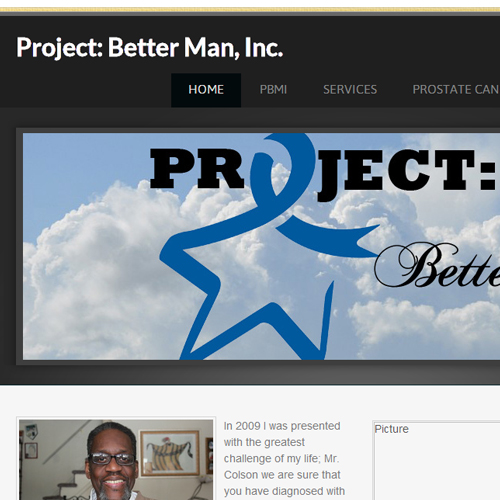 Project: Better Man, Inc.
HOME PBMI SERVICES PROSTATE CAN
PROJECT:
Bette
In 2009 I was presented
with the greatest
challenge of my life; Mr.
Colson we are sure that
you have diagnosed with
Picture